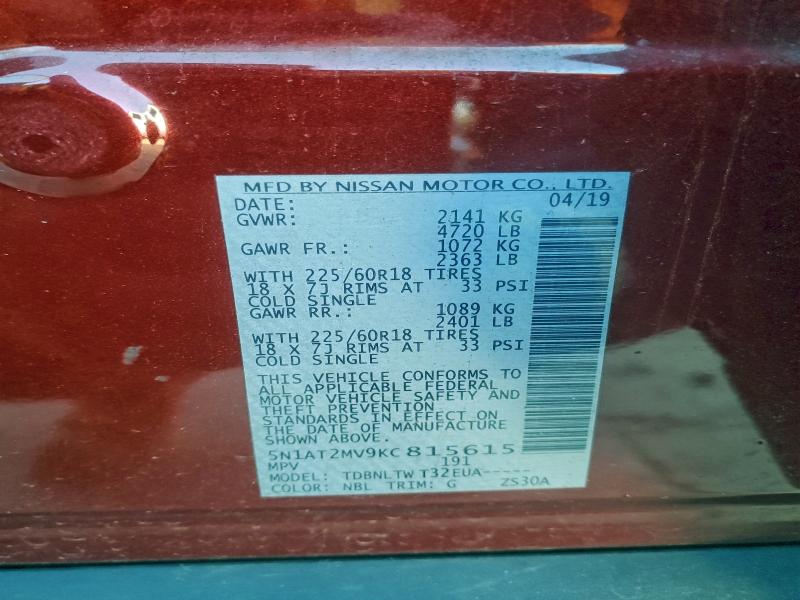 MFD BY NISSAN MOTOR CO., LTD.
DATE: 04/19
GVWR: 2141 KG
4720 LB
GAWR FR.: 1072 KG
2363 LB
WITH 225/60R18 TIRES
18 X 7J RIMS AT 33 PSI
COLD SINGLE
GAWR RR.: 1089 KG
2401 LB
WITH 225/60R18 TIRES
18 X 7J RIMS AT 33 PSI
COLD SINGLE
THIS VEHICLE CONFORMS TO
ALL APPLICABLE FEDERAL
MOTOR VEHICLE SAFETY AND
THEFT PREVENTION
STANDARDS IN EFFECT ON
THE DATE OF MANUFACTURE
SHOWN ABOVE.
5N1AT2MV9KC815615
MPV 191
MODEL: TDBNLTW T32EUA-----
COLOR: NBL TRIM: G ZS30A